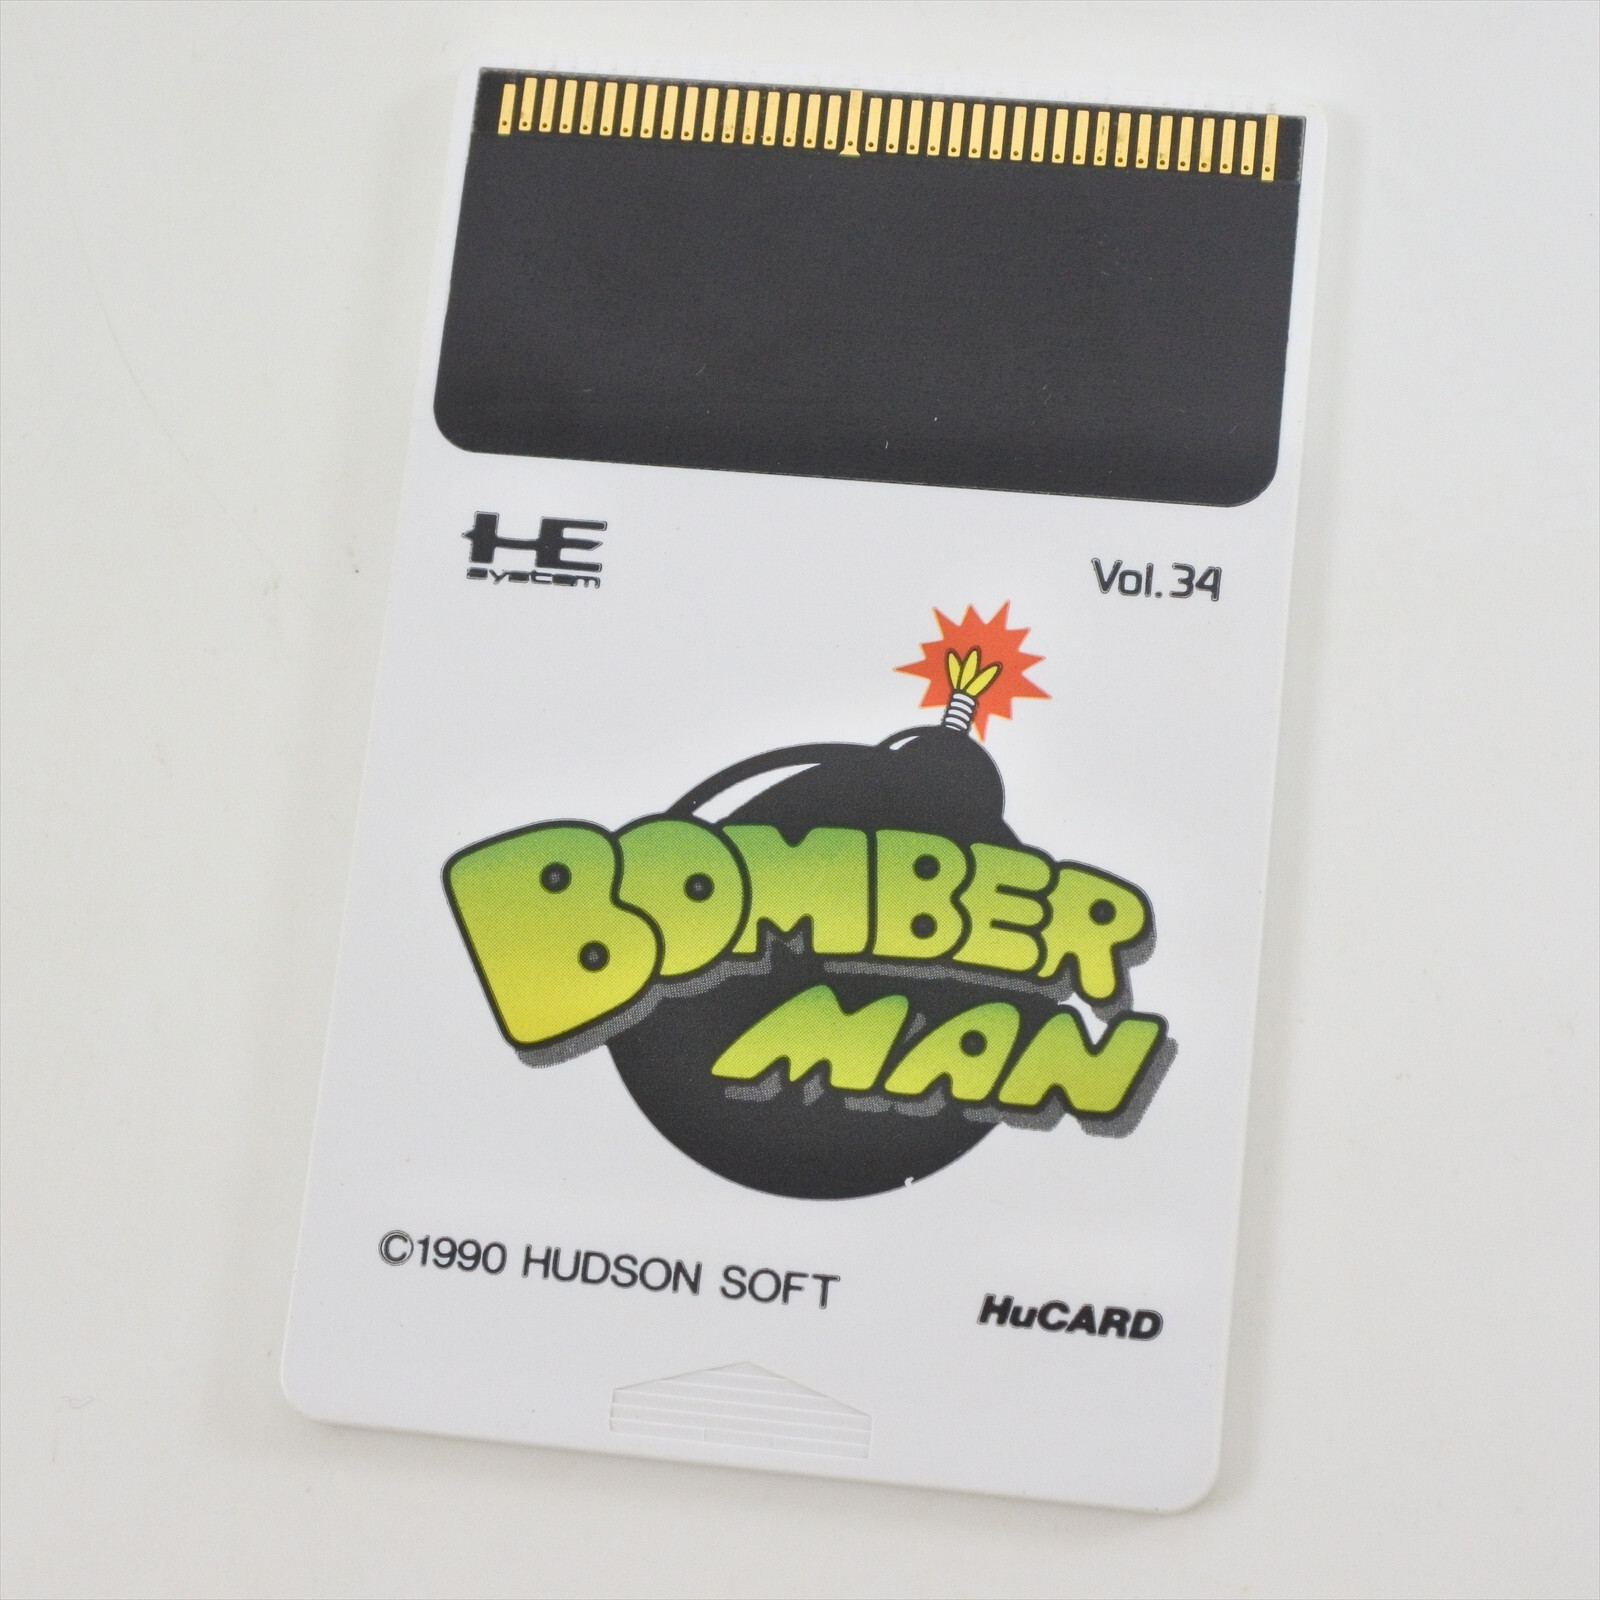 HE
system
Vol.34
BOMBER
MAN
©1990 HUDSON SOFT
HuCARD